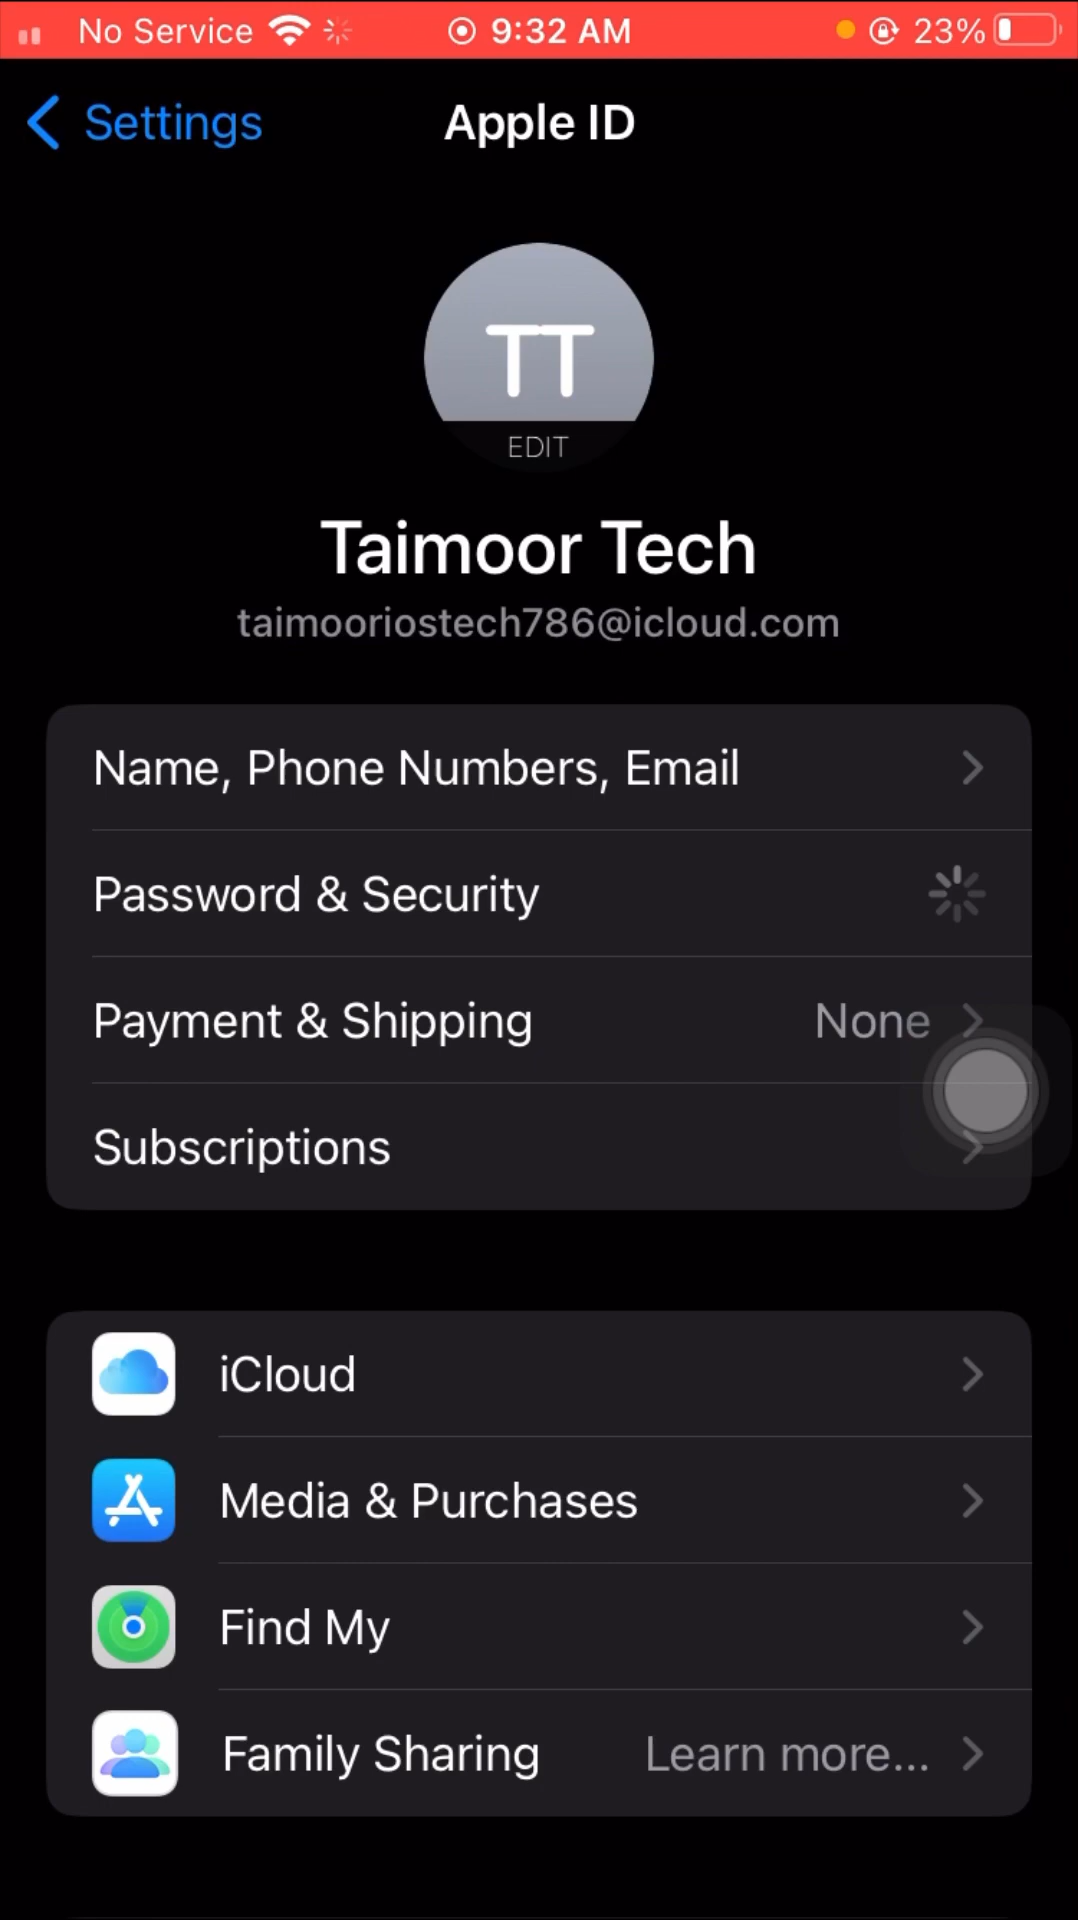 No Service 9:32 AM 23%
Settings Apple ID
TT
EDIT
Taimoor Tech
taimooriostech786@icloud.com
Name, Phone Numbers, Email
Password & Security
Payment & Shipping None
Subscriptions
iCloud
Media & Purchases
Find My
Family Sharing Learn more...